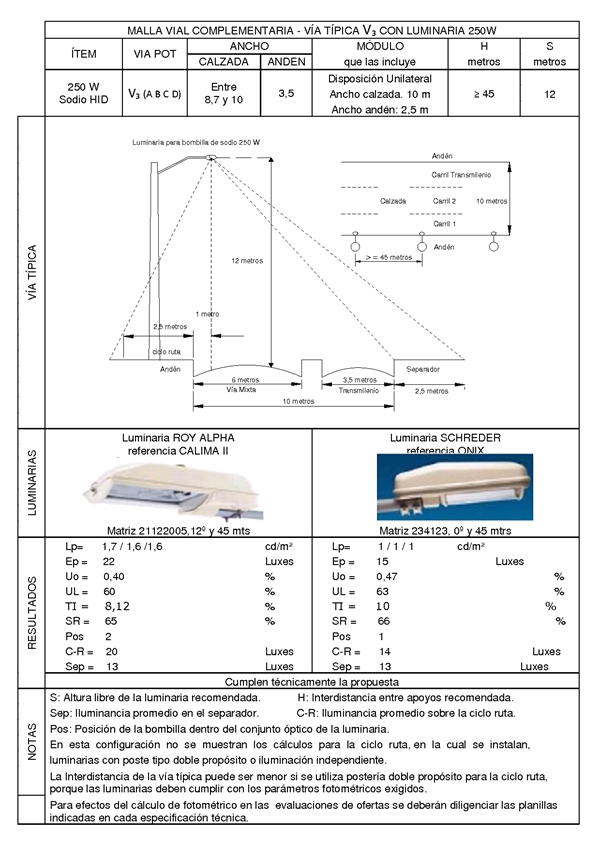 MALLA VIAL COMPLEMENTARIA - VÍA TÍPICA V₃ CON LUMINARIA 250W
ÍTEM
VIA POT
ANCHO
CALZADA
ANDEN
MÓDULO
que las incluye
H
metros
S
metros
250 W
Sodio HID
V₃ (A B C D)
Entre
8,7 y 10
3,5
Disposición Unilateral
Ancho calzada. 10 m
Ancho andén: 2,5 m
≥ 45
12
VÍA TÍPICA
Luminaria para bombilla de sodio 250 W
12 metros
1 metro
2,5 metros
ciclo ruta
Andén
6 metros
Vía Mixta
3,5 metros
Transmilenio
10 metros
Separador
2,5 metros
Andén
Carril Transmilenio
Calzada
Carril 2
10 metros
Carril 1
Andén
> = 45 metros
LUMINARIAS
Luminaria ROY ALPHA
referencia CALIMA II
Matriz 21122005,12⁰ y 45 mts
Luminaria SCHREDER
referencia ONIX
Matriz 234123, 0⁰ y 45 mtrs
RESULTADOS
Lp= 1,7 / 1,6 /1,6 cd/m²
Ep = 22 Luxes
Uo = 0,40 %
UL = 60 %
TI = 8,12 %
SR = 65 %
Pos 2
C-R = 20 Luxes
Sep = 13 Luxes
Lp= 1 / 1 / 1 cd/m²
Ep = 15 Luxes
Uo = 0,47 %
UL = 63 %
TI = 10 %
SR = 66 %
Pos 1
C-R = 14 Luxes
Sep = 13 Luxes
Cumplen técnicamente la propuesta
NOTAS
S: Altura libre de la luminaria recomendada. H: Interdistancia entre apoyos recomendada.
Sep: Iluminancia promedio en el separador. C-R: Iluminancia promedio sobre la ciclo ruta.
Pos: Posición de la bombilla dentro del conjunto óptico de la luminaria.
En esta configuración no se muestran los cálculos para la ciclo ruta, en la cual se instalan,
luminarias con poste tipo doble propósito o iluminación independiente.
La Interdistancia de la vía típica puede ser menor si se utiliza postería doble propósito para la ciclo ruta,
porque las luminarias deben cumplir con los parámetros fotométricos exigidos.
Para efectos del cálculo de fotométrico en las evaluaciones de ofertas se deberán diligenciar las planillas
indicadas en cada especificación técnica.